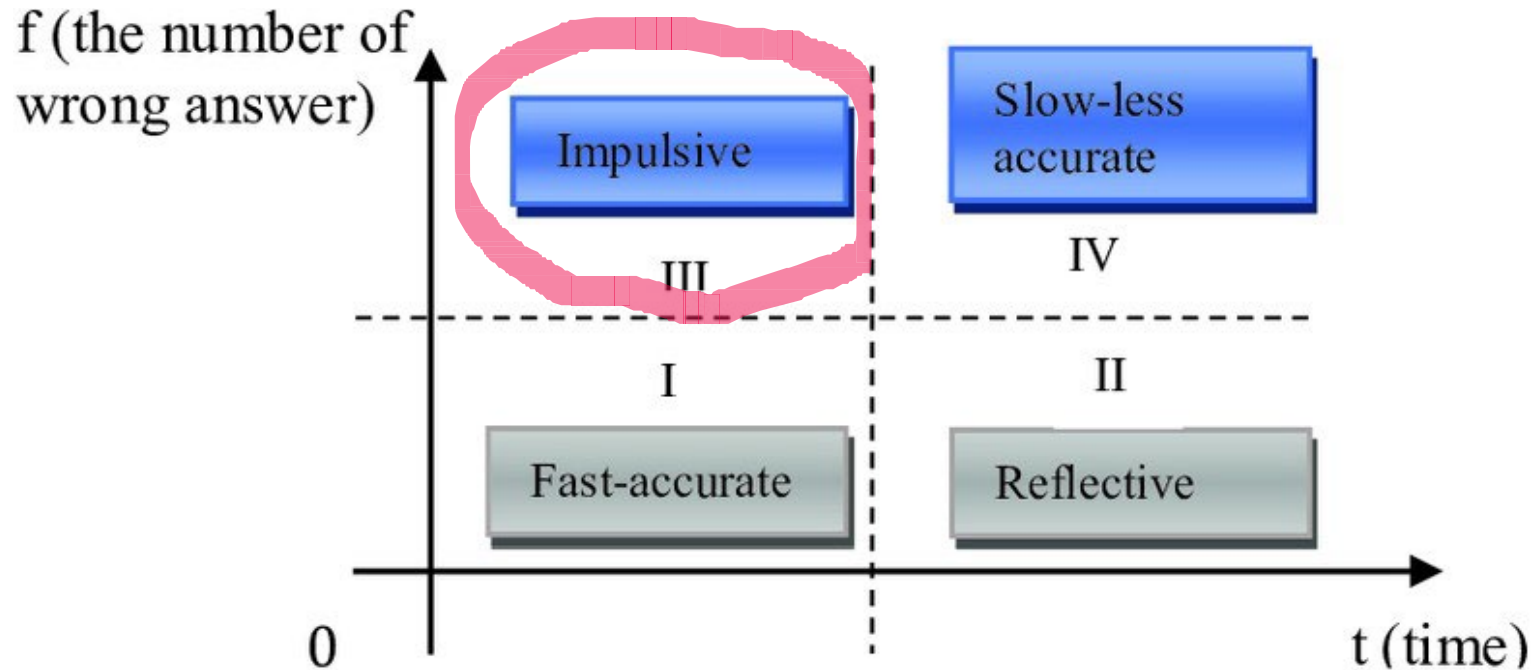 f (the number of
wrong answer)
Impulsive
Slow-less
accurate
III
IV
I
II
Fast-accurate
Reflective
0
t (time)